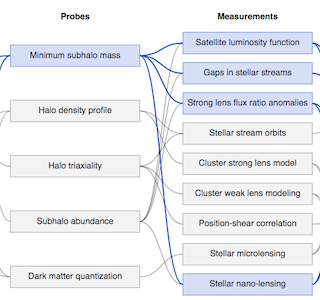 Probes
Measurements
Minimum subhalo mass
Halo density profile
Halo triaxiality
Subhalo abundance
Dark matter quantization
Satellite luminosity function
Gaps in stellar streams
Strong lens flux ratio anomalies
Stellar stream orbits
Cluster strong lens model
Cluster weak lens modeling
Position-shear correlation
Stellar microlensing
Stellar nano-lensing